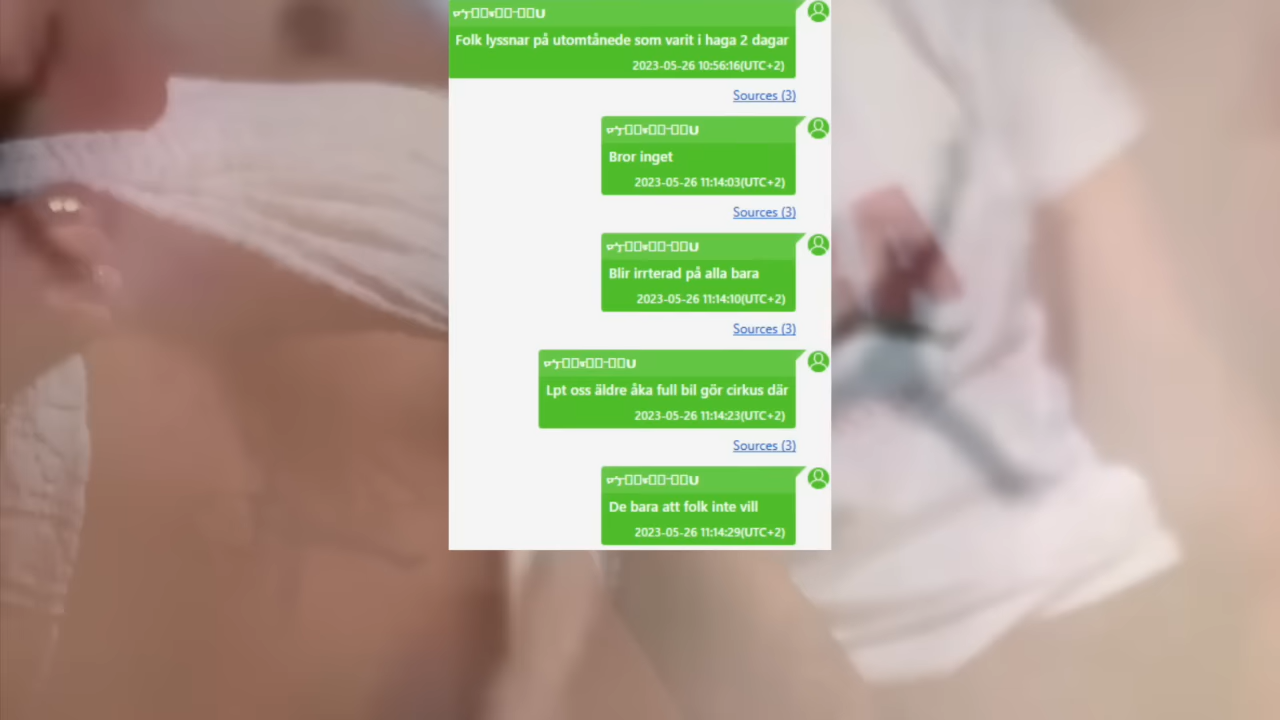 Folk lyssnar på utomtånede som varit i haga 2 dagar
2023-05-26 10:56:16(UTC+2)
Sources (3)
Bror inget
2023-05-26 11:14:03(UTC+2)
Sources (3)
Blir irrterad på alla bara
2023-05-26 11:14:10(UTC+2)
Sources (3)
Lpt oss äldre åka full bil gör cirkus där
2023-05-26 11:14:23(UTC+2)
Sources (3)
De bara att folk inte vill
2023-05-26 11:14:29(UTC+2)